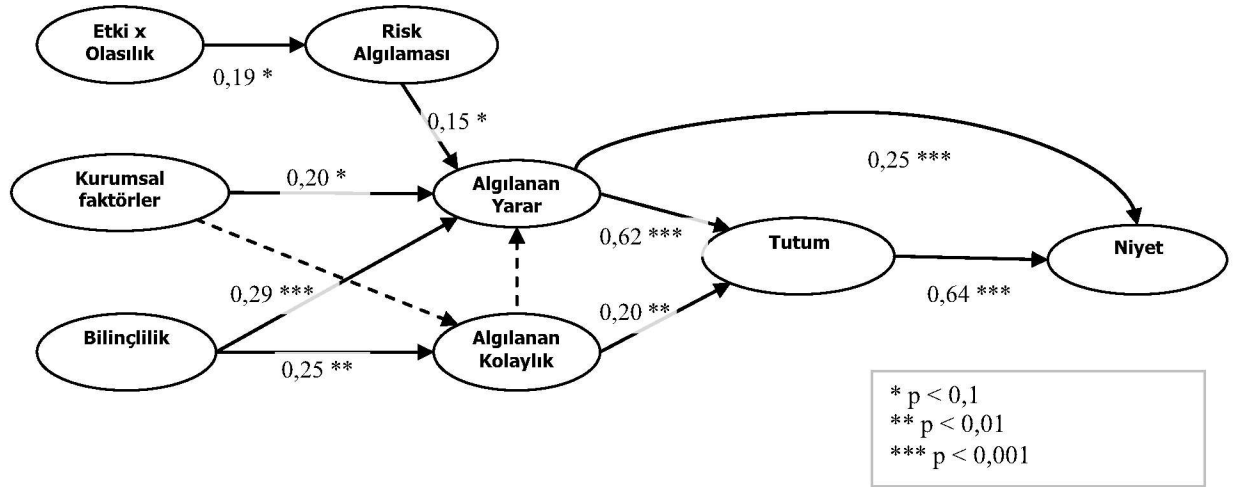 Etki x
Olasılık
0,19 *
Risk
Algılaması
0,15 *
Kurumsal
faktörler
0,20 *
Algılanan
Yarar
0,25 ***
0,62 ***
Tutum
0,64 ***
Niyet
0,29 ***
Bilinçlilik
0,25 **
Algılanan
Kolaylık
0,20 **
* p < 0,1
** p < 0,01
*** p < 0,001